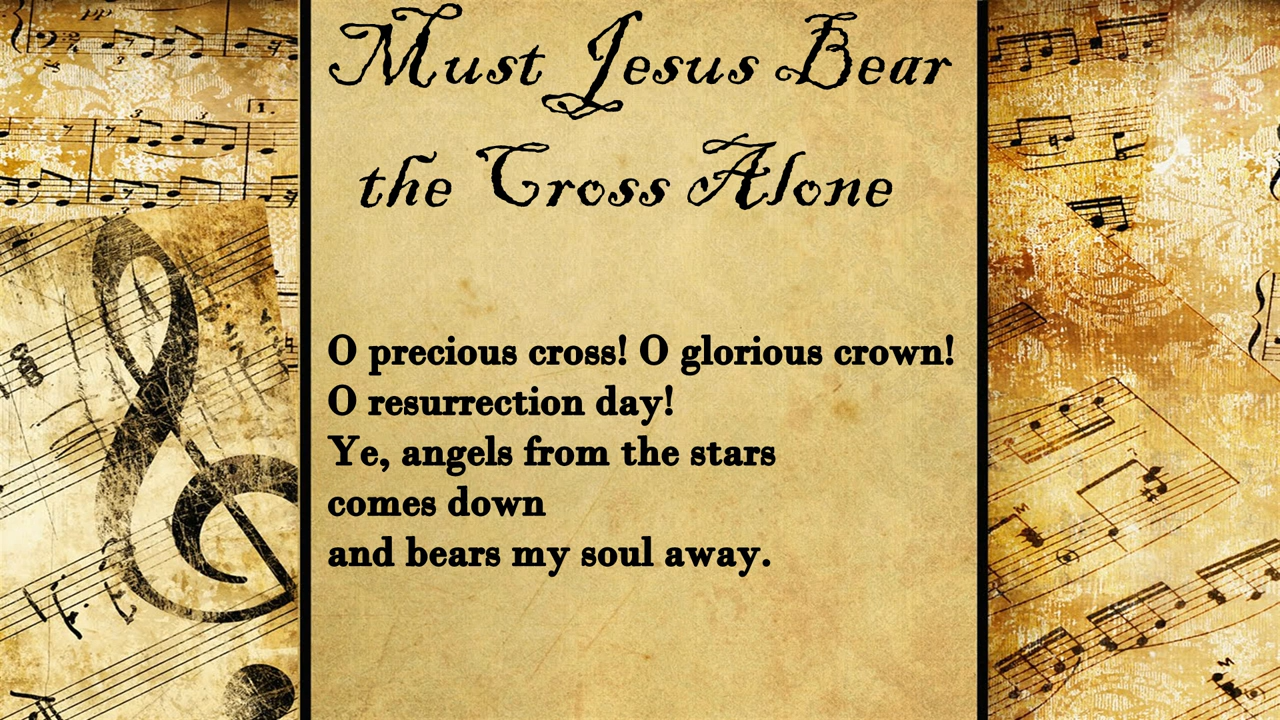 Must Jesus Bear
the Cross Alone
O precious cross! O glorious crown!
O resurrection day!
Ye, angels from the stars
comes down
and bears my soul away.